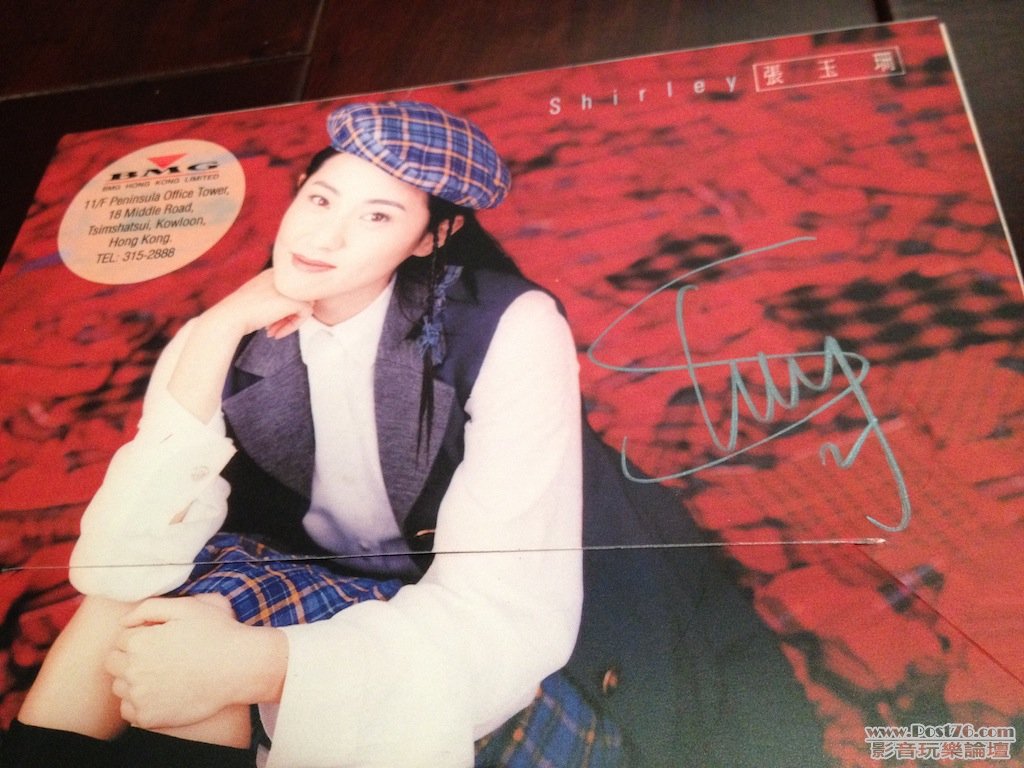 Shirley 張玉珊
BMG
BMG HONG KONG LIMITED
11/F Peninsula Office Tower,
18 Middle Road,
Tsimshatsui, Kowloon,
Hong Kong.
TEL: 315-2888
www.Post76.com
影音玩樂論壇